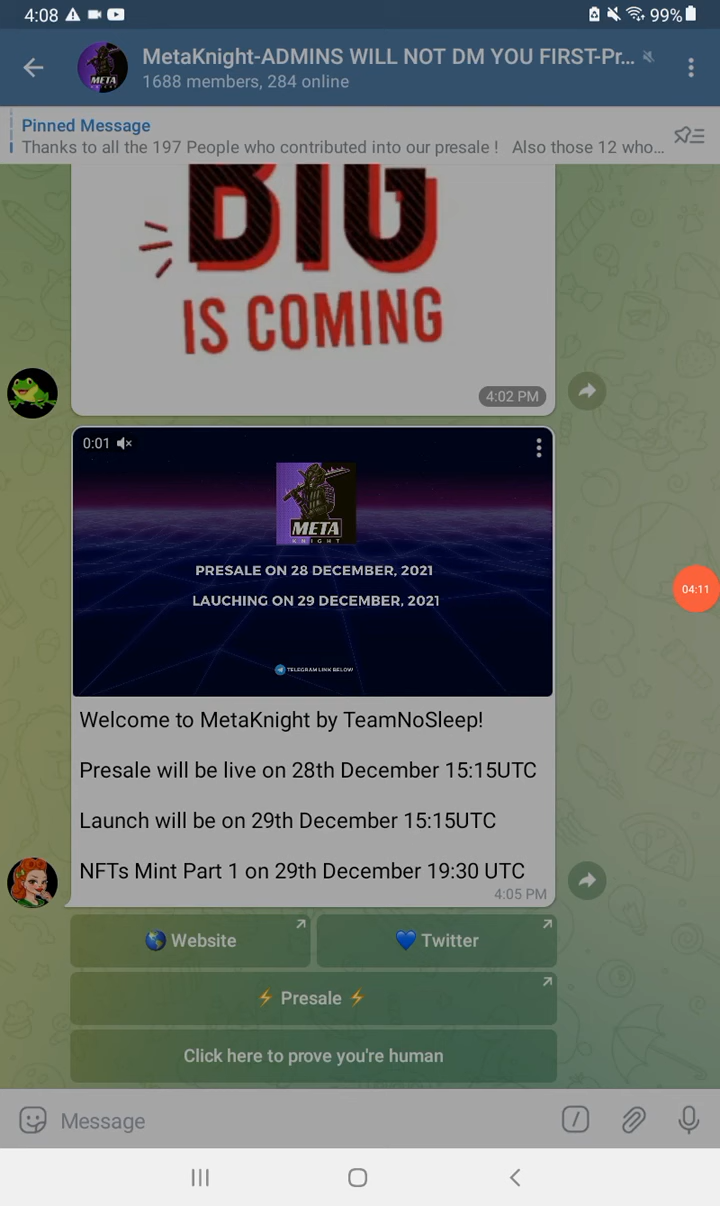 4:08
99%
MetaKnight-ADMINS WILL NOT DM YOU FIRST-Pr...
1688 members, 284 online
Pinned Message
Thanks to all the 197 People who contributed into our presale ! Also those 12 who...
BIG
IS COMING
4:02 PM
0:01
META
KNIGHT
PRESALE ON 28 DECEMBER, 2021
LAUCHING ON 29 DECEMBER, 2021
TELEGRAM LINK BELOW
04:11
Welcome to MetaKnight by TeamNoSleep!
Presale will be live on 28th December 15:15UTC
Launch will be on 29th December 15:15UTC
NFTs Mint Part 1 on 29th December 19:30 UTC
4:05 PM
Website
Twitter
⚡ Presale ⚡
Click here to prove you're human
Message